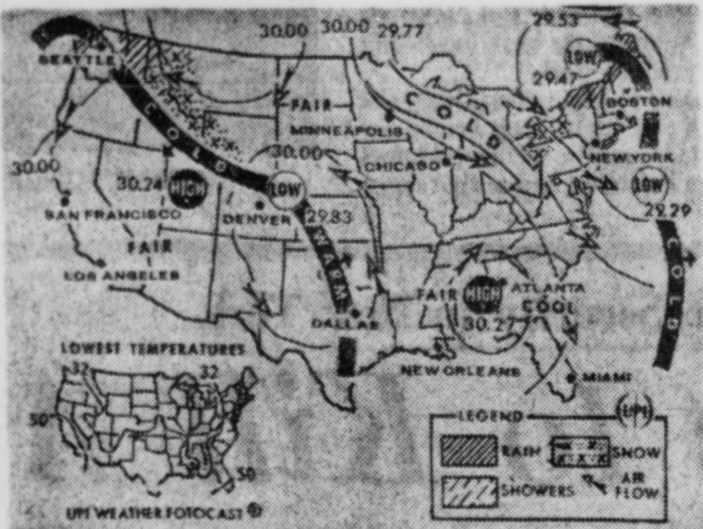 30.00 30.00 29.77 29.53
SEATTLE
LOW
29.47
FAIR
COLD
COLD
BOSTON
MINNEAPOLIS
NEW YORK
30.00
30.00
CHICAGO
30.24 HIGH
LOW
LOW
29.29
SAN FRANCISCO
DENVER
29.83
FAIR
WARM
COLD
LOS ANGELES
FAIR
HIGH
ATLANTA
COOL
DALLAS
30.27
NEW ORLEANS
MIAMI
LOWEST TEMPERATURES
32 32
30
50
LEGEND
UPI
RAIN
SNOW
SHOWERS
AIR
FLOW
UPI WEATHER FOTOCAST